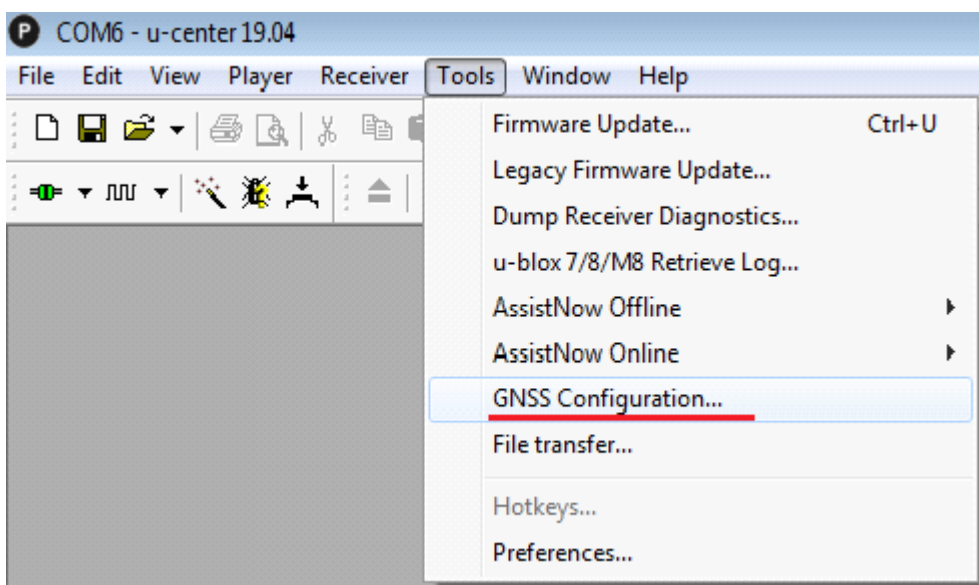 P COM6 - u-center 19.04
File Edit View Player Receiver Tools Window Help
Firmware Update... Ctrl+U
Legacy Firmware Update...
Dump Receiver Diagnostics...
u-blox 7/8/M8 Retrieve Log...
AssistNow Offline
AssistNow Online
GNSS Configuration...
File transfer...
Hotkeys...
Preferences...